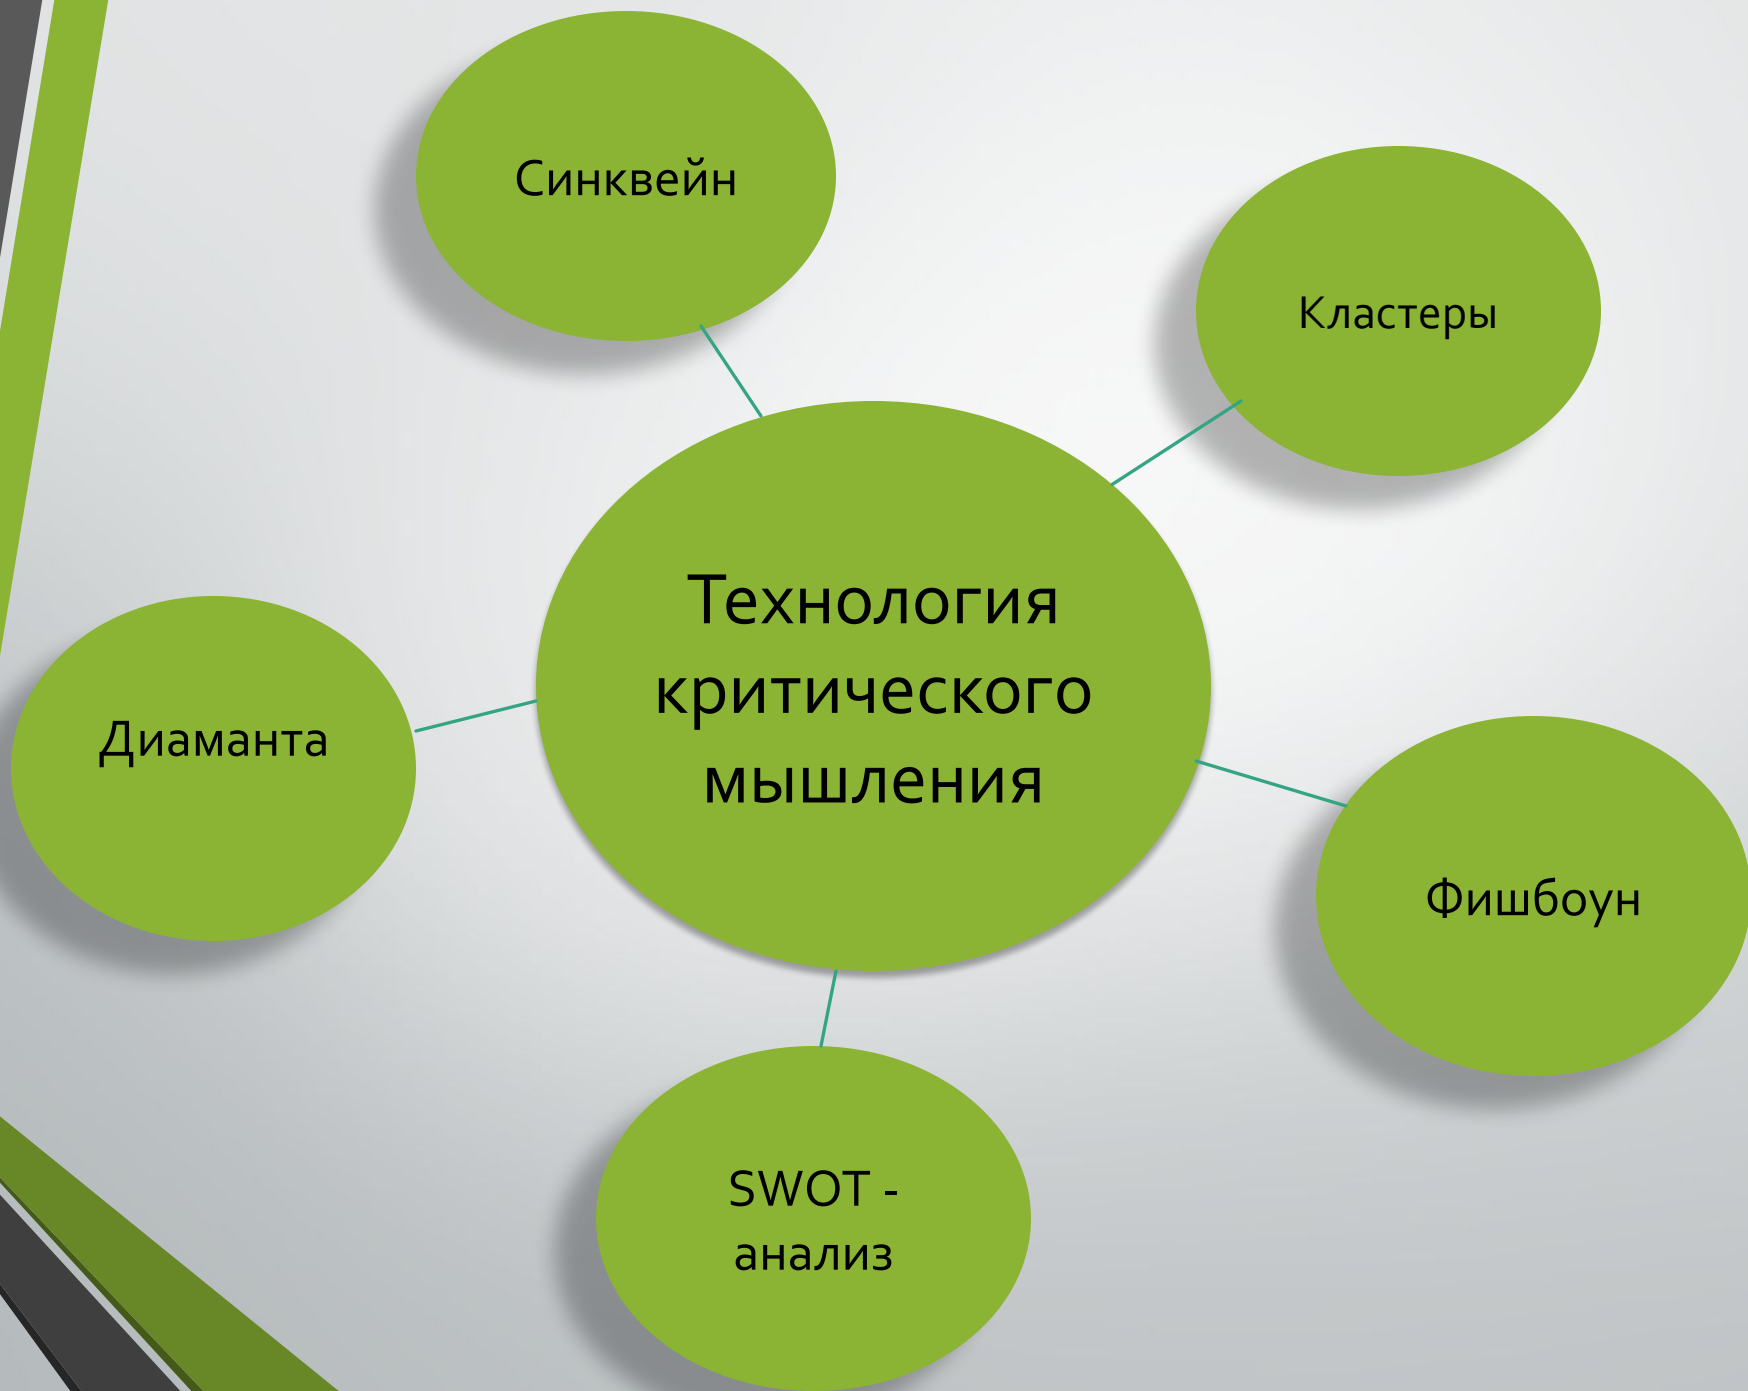 Синквейн
Кластеры
Технология
критического
мышления
Диаманта
Фишбоун
SWOT -
анализ